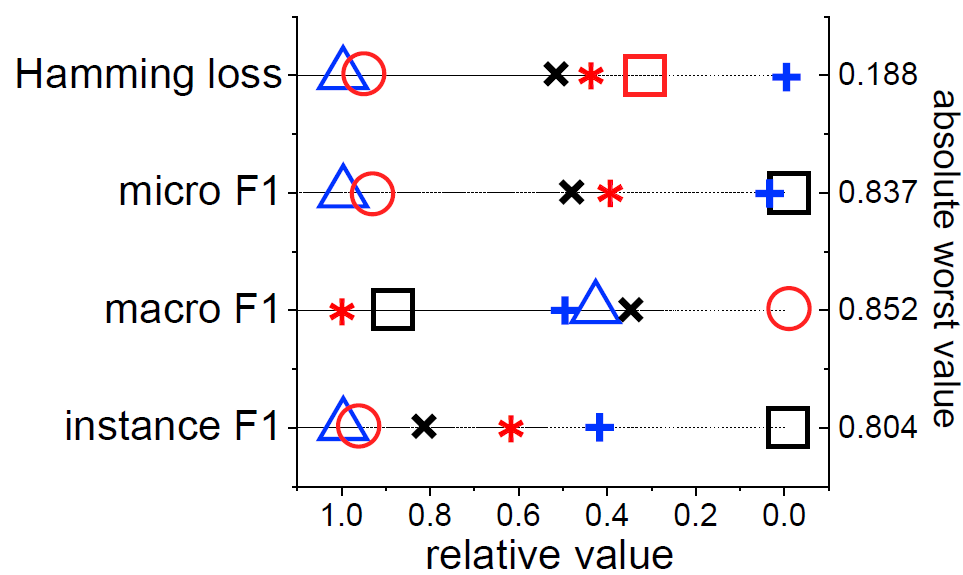 Hamming loss
0.188
micro F1
0.837
macro F1
0.852
instance F1
0.804
1.0 0.8 0.6 0.4 0.2 0.0
relative value
absolute worst value